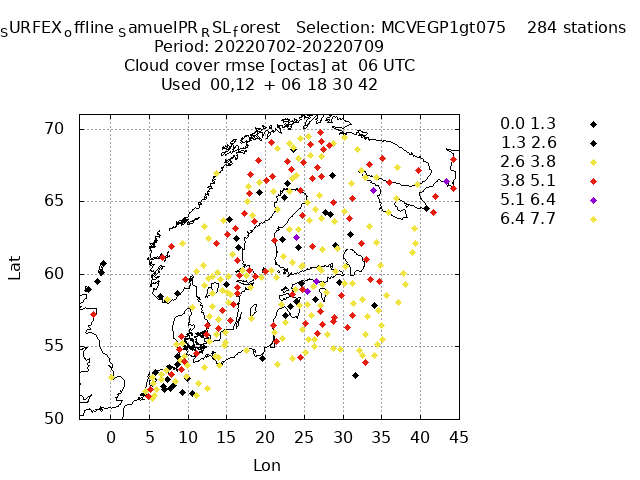 SURFEXoffline SamuelPRRSLforest Selection: MCVEGP1gt075 284 stations
Period: 20220702-20220709
Cloud cover rmse [octas] at 06 UTC
Used 00,12 + 06 18 30 42
0.0 1.3
1.3 2.6
2.6 3.8
3.8 5.1
5.1 6.4
6.4 7.7
70
65
60
55
50
Lat
0 5 10 15 20 25 30 35 40 45
Lon